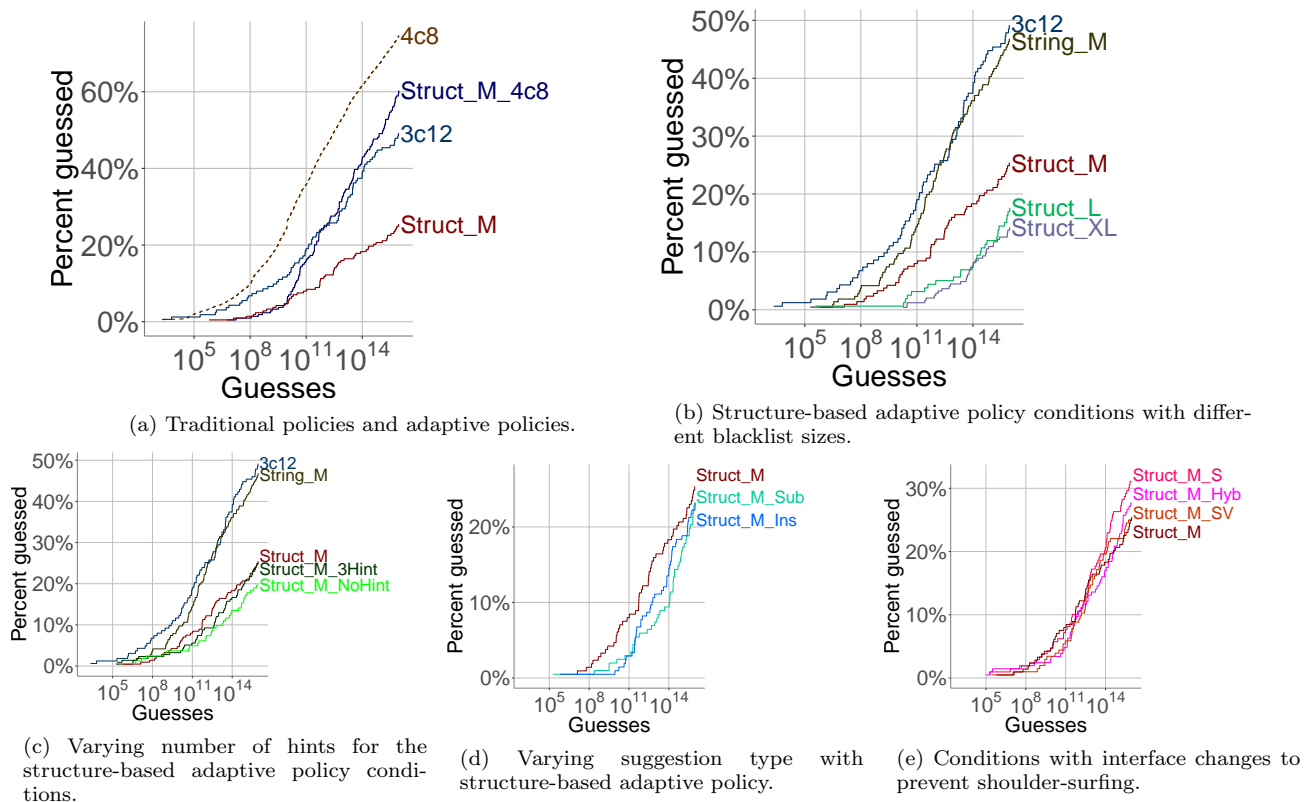 4c8
Struct_M_4c8
3c12
Struct_M
60%
40%
20%
0%
Percent guessed
10^5
10^8
10^11
10^14
Guesses
(a) Traditional policies and adaptive policies.
50%
40%
30%
20%
10%
0%
Percent guessed
3c12
String_M
Struct_M
Struct_L
Struct_XL
10^5
10^8
10^11
10^14
Guesses
(b) Structure-based adaptive policy conditions with differ-
ent blacklist sizes.
50%
40%
30%
20%
10%
0%
Percent guessed
3c12
String_M
Struct_M
Struct_M_3Hint
Struct_M_NoHint
10^5
10^8
10^11
10^14
Guesses
(c) Varying number of hints for the
structure-based adaptive policy condi-
tions.
20%
10%
0%
Percent guessed
Struct_M
Struct_M_Sub
Struct_M_Ins
10^5
10^8
10^11
10^14
Guesses
(d) Varying suggestion type with
structure-based adaptive policy.
30%
20%
10%
0%
Percent guessed
Struct_M_S
Struct_M_Hyb
Struct_M_SV
Struct_M
10^5
10^8
10^11
10^14
Guesses
(e) Conditions with interface changes to
prevent shoulder-surfing.